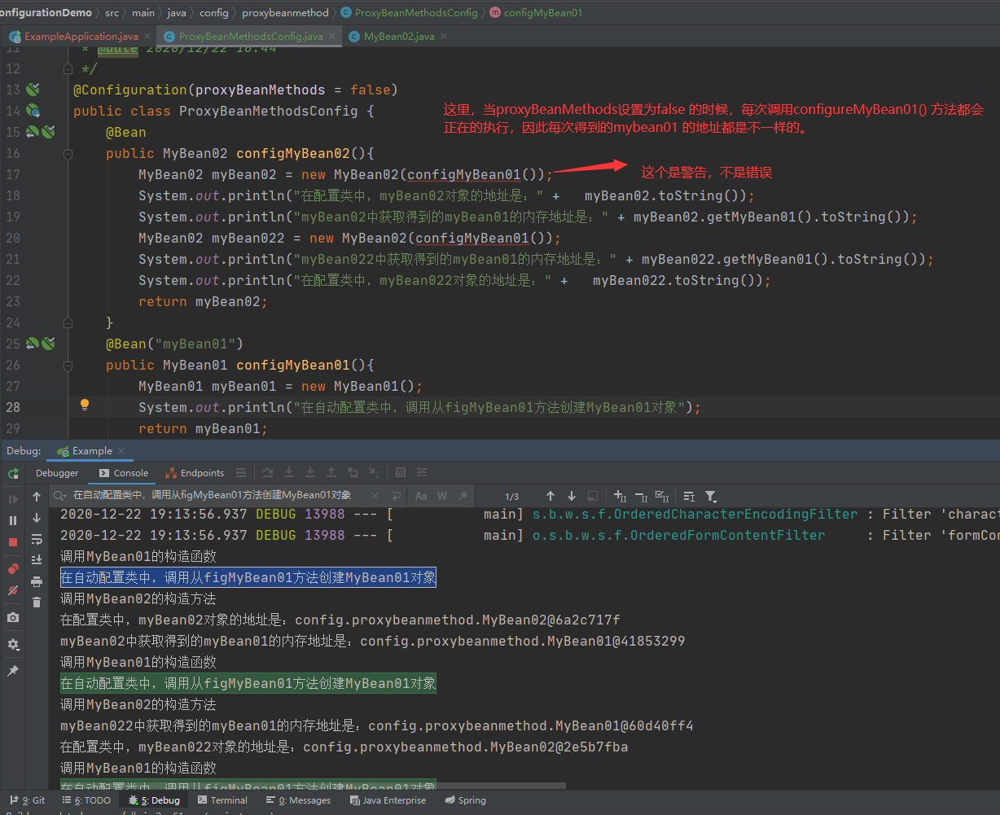 onfigurationDemo 〉 src 〉 main 〉 java 〉 config 〉 proxybeanmethod 〉 ProxyBeanMethodsConfig 〉 configMyBean01
ExampleApplication.java × ProxyBeanMethodsConfig.java × MyBean02.java ×
11 * @date 2020/12/22 18:44
12 */
13 @Configuration(proxyBeanMethods = false)
14 public class ProxyBeanMethodsConfig {
这里，当proxyBeanMethods设置为false 的时候，每次调用configureMyBean01() 方法都会
正在的执行，因此每次得到的mybean01 的地址都是不一样的。
15 @Bean
16 public MyBean02 configMyBean02(){
17 MyBean02 myBean02 = new MyBean02(configMyBean01()); 这个是警告，不是错误
18 System.out.println("在配置类中，myBean02对象的地址是：" +   myBean02.toString());
19 System.out.println("myBean02中获取得到的myBean01的内存地址是：" + myBean02.getMyBean01().toString());
20 MyBean02 myBean022 = new MyBean02(configMyBean01());
21 System.out.println("myBean022中获取得到的myBean01的内存地址是：" + myBean022.getMyBean01().toString());
22 System.out.println("在配置类中，myBean022对象的地址是：" +   myBean022.toString());
23 return myBean02;
24 }
25 @Bean("myBean01")
26 public MyBean01 configMyBean01(){
27 MyBean01 myBean01 = new MyBean01();
28 System.out.println("在自动配置类中，调用从figMyBean01方法创建MyBean01对象");
29 return myBean01;
Debug: Example ×
Debugger Console Endpoints
在自动配置类中，调用从figMyBean01方法创建MyBean01对象 × Aa W .* 1/3
2020-12-22 19:13:56.937 DEBUG 13988 --- [           main] s.b.w.s.f.OrderedCharacterEncodingFilter : Filter 'charact
2020-12-22 19:13:56.937 DEBUG 13988 --- [           main] o.s.b.w.s.f.OrderedFormContentFilter     : Filter 'formCon
调用MyBean01的构造函数
在自动配置类中，调用从figMyBean01方法创建MyBean01对象
调用MyBean02的构造方法
在配置类中，myBean02对象的地址是：config.proxybeanmethod.MyBean02@6a2c717f
myBean02中获取得到的myBean01的内存地址是：config.proxybeanmethod.MyBean01@41853299
调用MyBean01的构造函数
在自动配置类中，调用从figMyBean01方法创建MyBean01对象
调用MyBean02的构造方法
myBean022中获取得到的myBean01的内存地址是：config.proxybeanmethod.MyBean01@60d40ff4
在配置类中，myBean022对象的地址是：config.proxybeanmethod.MyBean02@2e5b7fba
调用MyBean01的构造函数
在自动配置类中，调用从figMyBean01方法创建MyBean01对象
9: Git 6: TODO 5: Debug Terminal 0: Messages Java Enterprise Spring